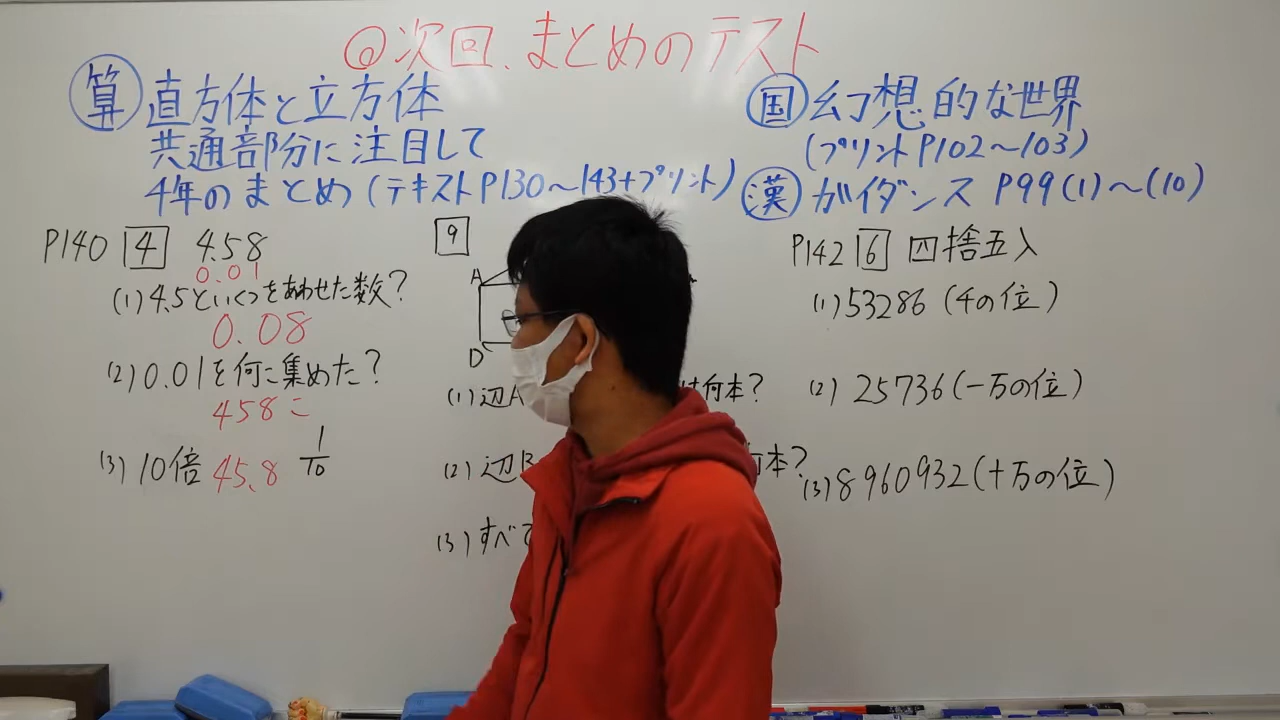 @次回、まとめのテスト
算 直方体と立方体
共通部分に注目して
4年のまとめ(テキストP130〜143+プリント)
国 幻想的な世界
(プリントP102〜103)
漢 ガイダンス P99(1)〜(10)
P140 4 4.58
0.01
(1)4.5といくつをあわせた数?
0.08
(2)0.01を何こ集めた?
458こ
(3)10倍 45.8 1/10
9
A
D
(1)辺A
は何本?
(2)辺B
何本?
(3)すべて
P142 6 四捨五入
(1)53286(千の位)
(2)25736(一万の位)
(3)8960932(十万の位)